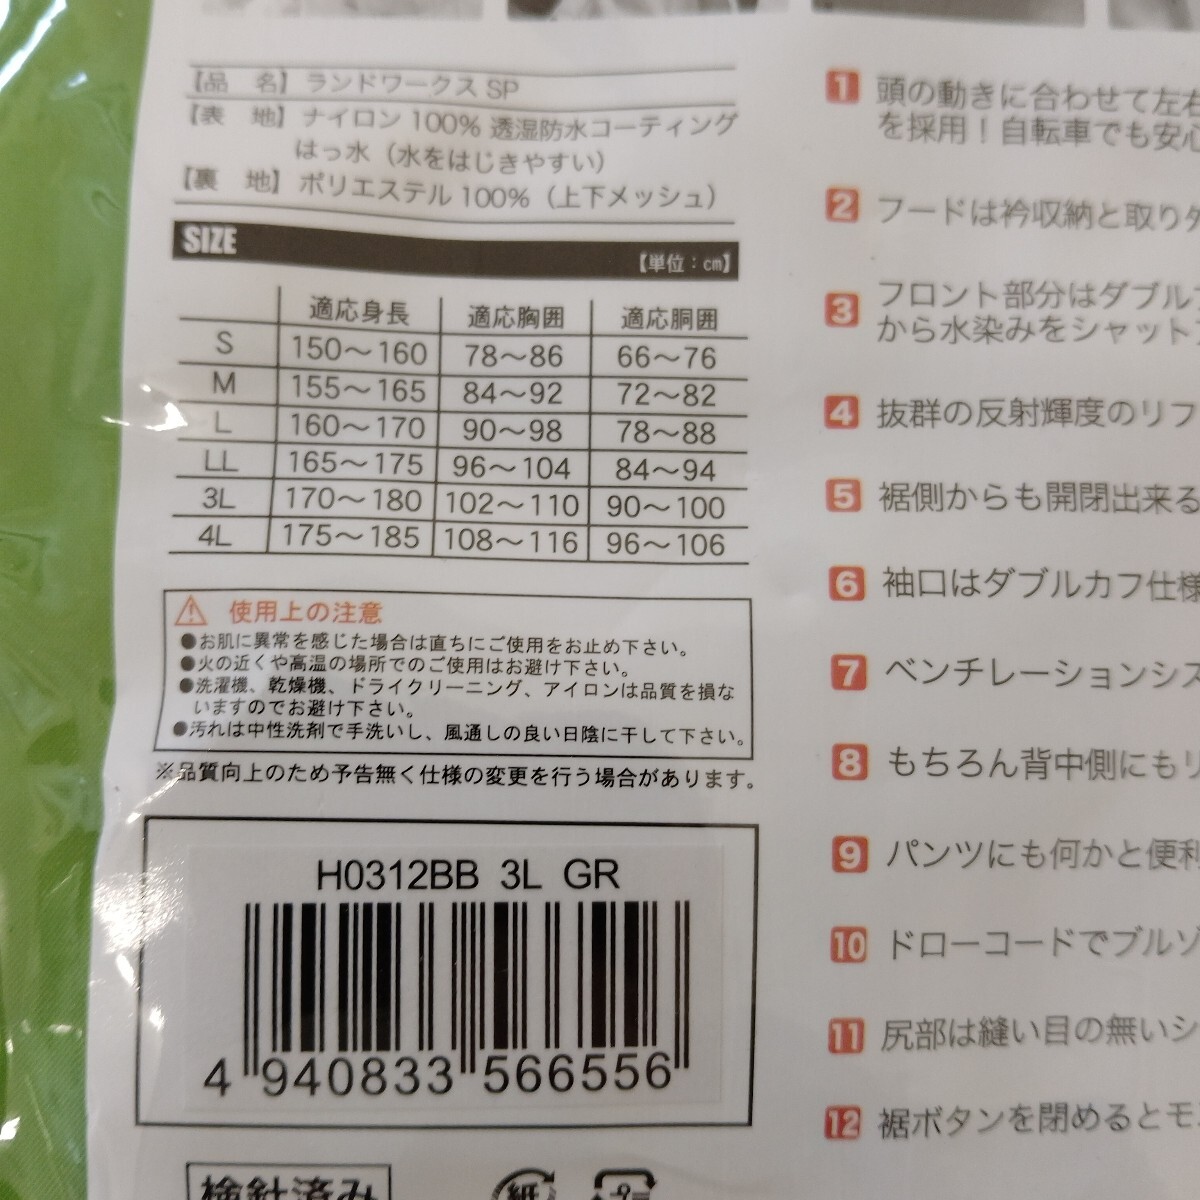 【品　名】ランドワークス SP
【表　地】ナイロン 100% 透湿防水コーティング
はっ水（水をはじきやすい）
【裏　地】ポリエステル 100%（上下メッシュ）
SIZE 【単位：㎝】
適応身長 適応胸囲 適応胴囲
S 150〜160 78〜86 66〜76
M 155〜165 84〜92 72〜82
L 160〜170 90〜98 78〜88
LL 165〜175 96〜104 84〜94
3L 170〜180 102〜110 90〜100
4L 175〜185 108〜116 96〜106
使用上の注意
●お肌に異常を感じた場合は直ちにご使用をお止め下さい。
●火の近くや高温の場所でのご使用はお避け下さい。
●洗濯機、乾燥機、ドライクリーニング、アイロンは品質を損な
いますのでお避け下さい。
●汚れは中性洗剤で手洗いし、風通しの良い日陰に干して下さい。
※品質向上のため予告無く仕様の変更を行う場合があります。
H0312BB 3L GR
4 940833 566556
検針済み
紙
1 頭の動きに合わせて左右
を採用！自転車でも安心
2 フードは衿収納と取り
3 フロント部分はダブル
から水染みをシャット
4 抜群の反射輝度のリフ
5 裾側からも開閉出来る
6 袖口はダブルカフ仕様
7 ベンチレーションシス
8 もちろん背中側にもリ
9 パンツにも何かと便利
10 ドローコードでブルゾ
11 尻部は縫い目の無いシ
12 裾ボタンを閉めるとモ